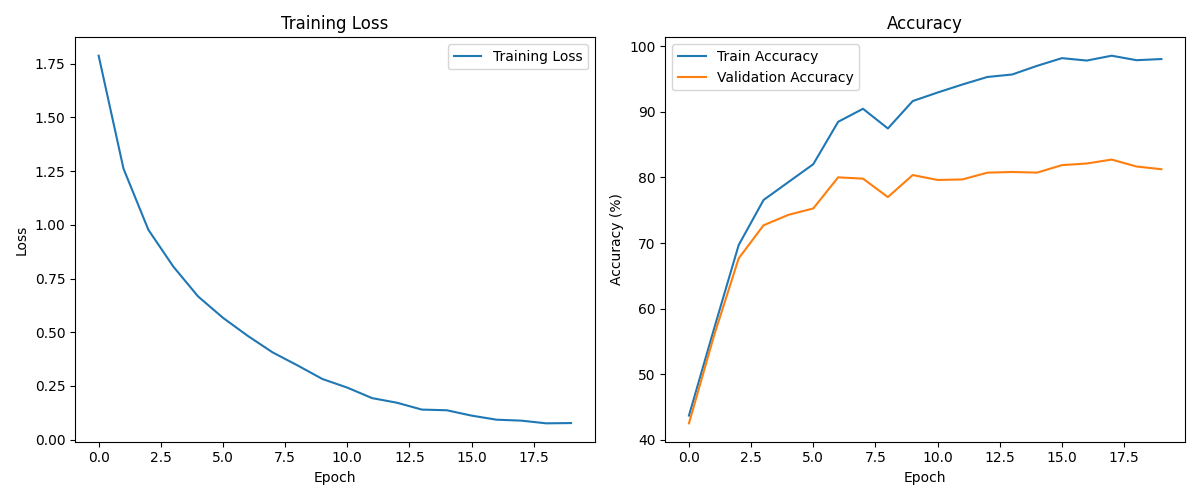 Training Loss
Training Loss
1.75
1.50
1.25
1.00
0.75
0.50
0.25
0.00
Loss
0.0 2.5 5.0 7.5 10.0 12.5 15.0 17.5
Epoch
Accuracy
Train Accuracy
Validation Accuracy
100
90
80
70
60
50
40
Accuracy (%)
0.0 2.5 5.0 7.5 10.0 12.5 15.0 17.5
Epoch